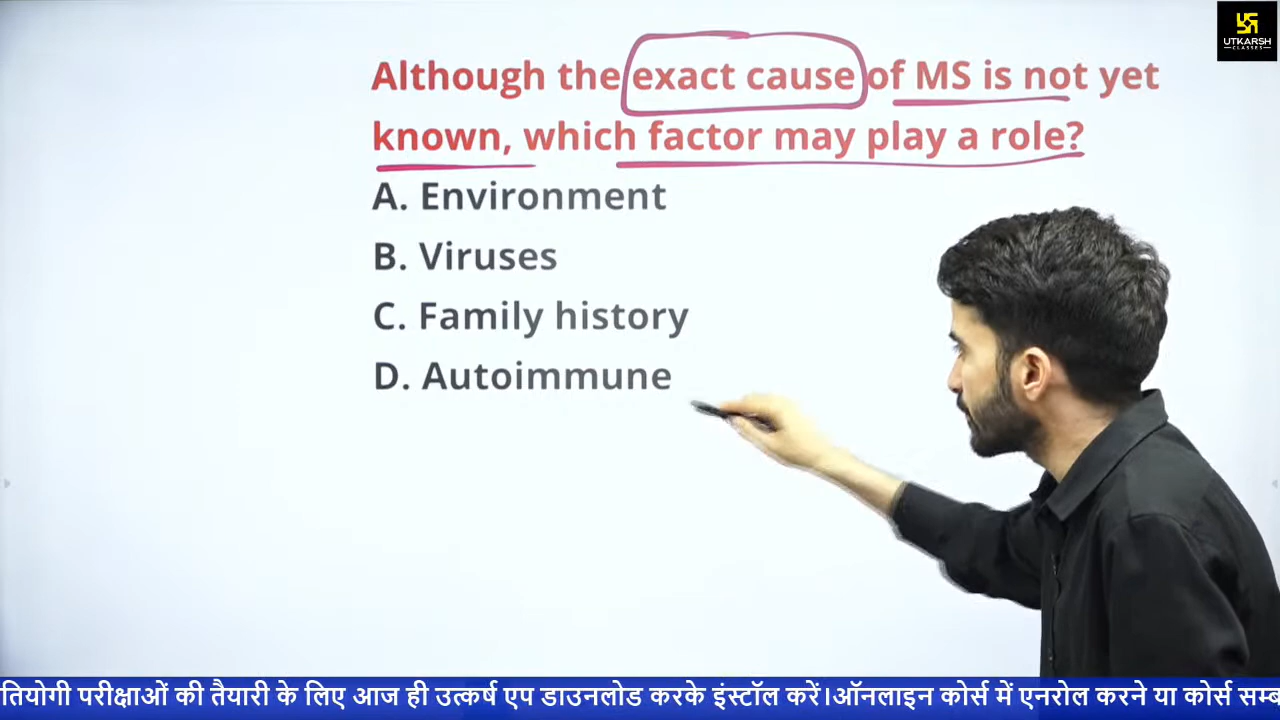 UTKARSH
CLASSES
Although the exact cause of MS is not yet
known, which factor may play a role?
A. Environment
B. Viruses
C. Family history
D. Autoimmune
तियोगी परीक्षाओं की तैयारी के लिए आज ही उत्कर्ष एप डाउनलोड करके इंस्टॉल करें।ऑनलाइन कोर्स में एनरोल करने या कोर्स सम्ब